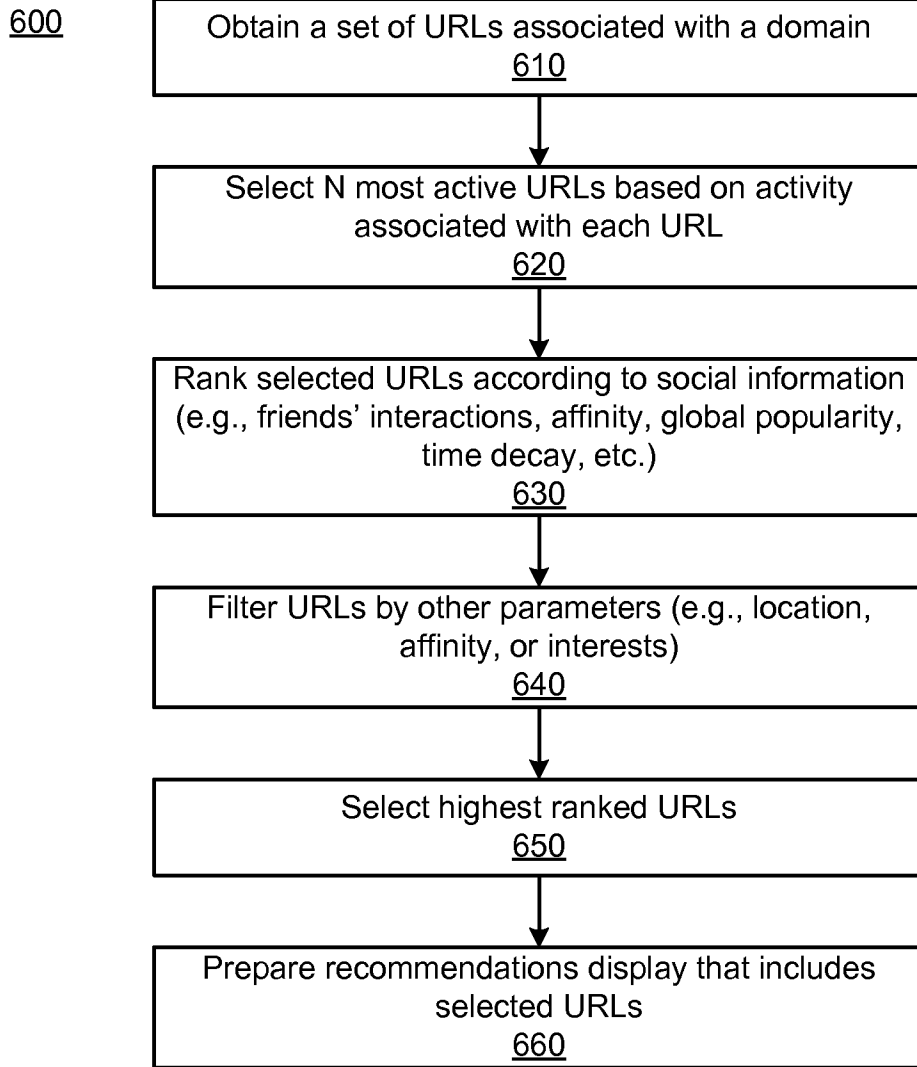 600
Obtain a set of URLs associated with a domain
610
Select N most active URLs based on activity
associated with each URL
620
Rank selected URLs according to social information
(e.g., friends’ interactions, affinity, global popularity,
time decay, etc.)
630
Filter URLs by other parameters (e.g., location,
affinity, or interests)
640
Select highest ranked URLs
650
Prepare recommendations display that includes
selected URLs
660